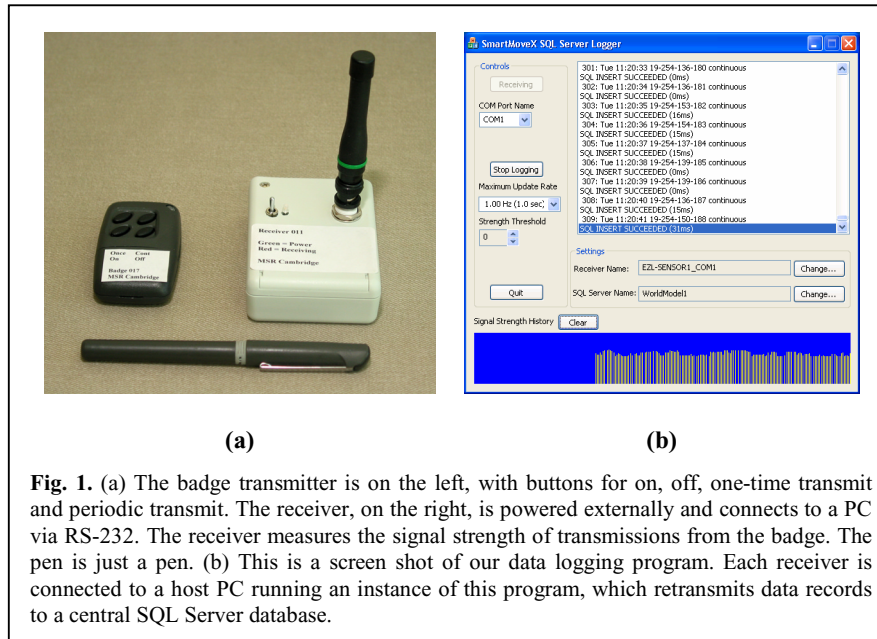 Once Cont
On Off
Badge 017
MSR Cambridge
Receiver 011
Green = Power
Red = Receiving
MSR Cambridge
SmartMoveX SQL Server Logger
Controls
Receiving
COM Port Name
COM1
Stop Logging
Maximum Update Rate
1.00 Hz (1.0 sec)
Strength Threshold
0
Quit
301: Tue 11:20:33 19-254-136-180 continuous
SQL INSERT SUCCEEDED (0ms)
302: Tue 11:20:34 19-254-136-181 continuous
SQL INSERT SUCCEEDED (0ms)
303: Tue 11:20:35 19-254-153-182 continuous
SQL INSERT SUCCEEDED (16ms)
304: Tue 11:20:36 19-254-154-183 continuous
SQL INSERT SUCCEEDED (15ms)
305: Tue 11:20:37 19-254-137-184 continuous
SQL INSERT SUCCEEDED (15ms)
306: Tue 11:20:38 19-254-139-185 continuous
SQL INSERT SUCCEEDED (0ms)
307: Tue 11:20:39 19-254-139-186 continuous
SQL INSERT SUCCEEDED (0ms)
308: Tue 11:20:40 19-254-136-187 continuous
SQL INSERT SUCCEEDED (15ms)
309: Tue 11:20:41 19-254-150-188 continuous
SQL INSERT SUCCEEDED (31ms)
Settings
Receiver Name: EZL-SENSOR1_COM1 Change...
SQL Server Name: WorldModel1 Change...
Signal Strength History Clear
(a) (b)
Fig. 1. (a) The badge transmitter is on the left, with buttons for on, off, one-time transmit
and periodic transmit. The receiver, on the right, is powered externally and connects to a PC
via RS-232. The receiver measures the signal strength of transmissions from the badge. The
pen is just a pen. (b) This is a screen shot of our data logging program. Each receiver is
connected to a host PC running an instance of this program, which retransmits data records
to a central SQL Server database.